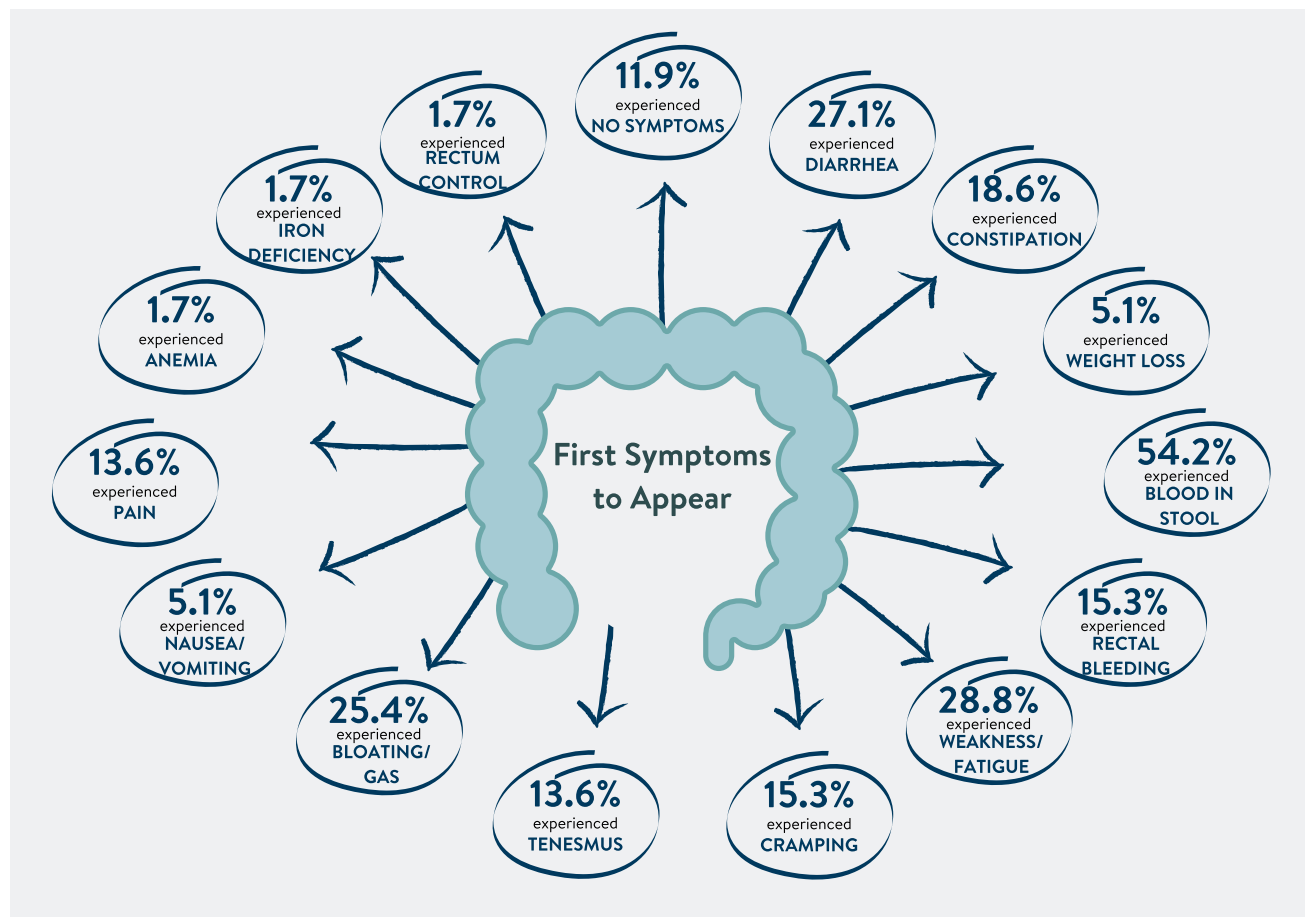 First Symptoms
to Appear
11.9%
experienced
NO SYMPTOMS
27.1%
experienced
DIARRHEA
18.6%
experienced
CONSTIPATION
5.1%
experienced
WEIGHT LOSS
54.2%
experienced
BLOOD IN
STOOL
15.3%
experienced
RECTAL
BLEEDING
28.8%
experienced
WEAKNESS/
FATIGUE
15.3%
experienced
CRAMPING
13.6%
experienced
TENESMUS
25.4%
experienced
BLOATING/
GAS
5.1%
experienced
NAUSEA/
VOMITING
13.6%
experienced
PAIN
1.7%
experienced
ANEMIA
1.7%
experienced
IRON
DEFICIENCY
1.7%
experienced
RECTUM
CONTROL